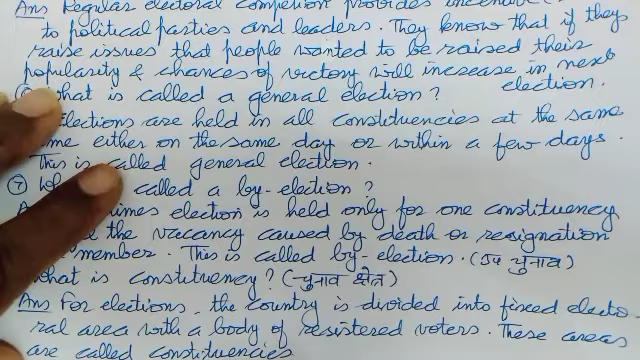 Ans Regular electoral competion provides incentive
to political parties and leaders. They know that if they
raise issues that people wanted to be raised their
popularity & chances of victory will increase in next
election.
what is called a general election?
Elections are held in all constituencies at the same
me either on the same day or within a few days.
This is called general election.
⑦ Wh called a by-election?
A times election is held only for one constituency
the vacancy caused by death or resignation
member. This is called by-election. (उप चुनाव)
what is constituency? (-चुनाव क्षेत्र)
Ans For elections, the country is divided into fixed electo
ral area with a body of registered voters. These areas
are called constituencies